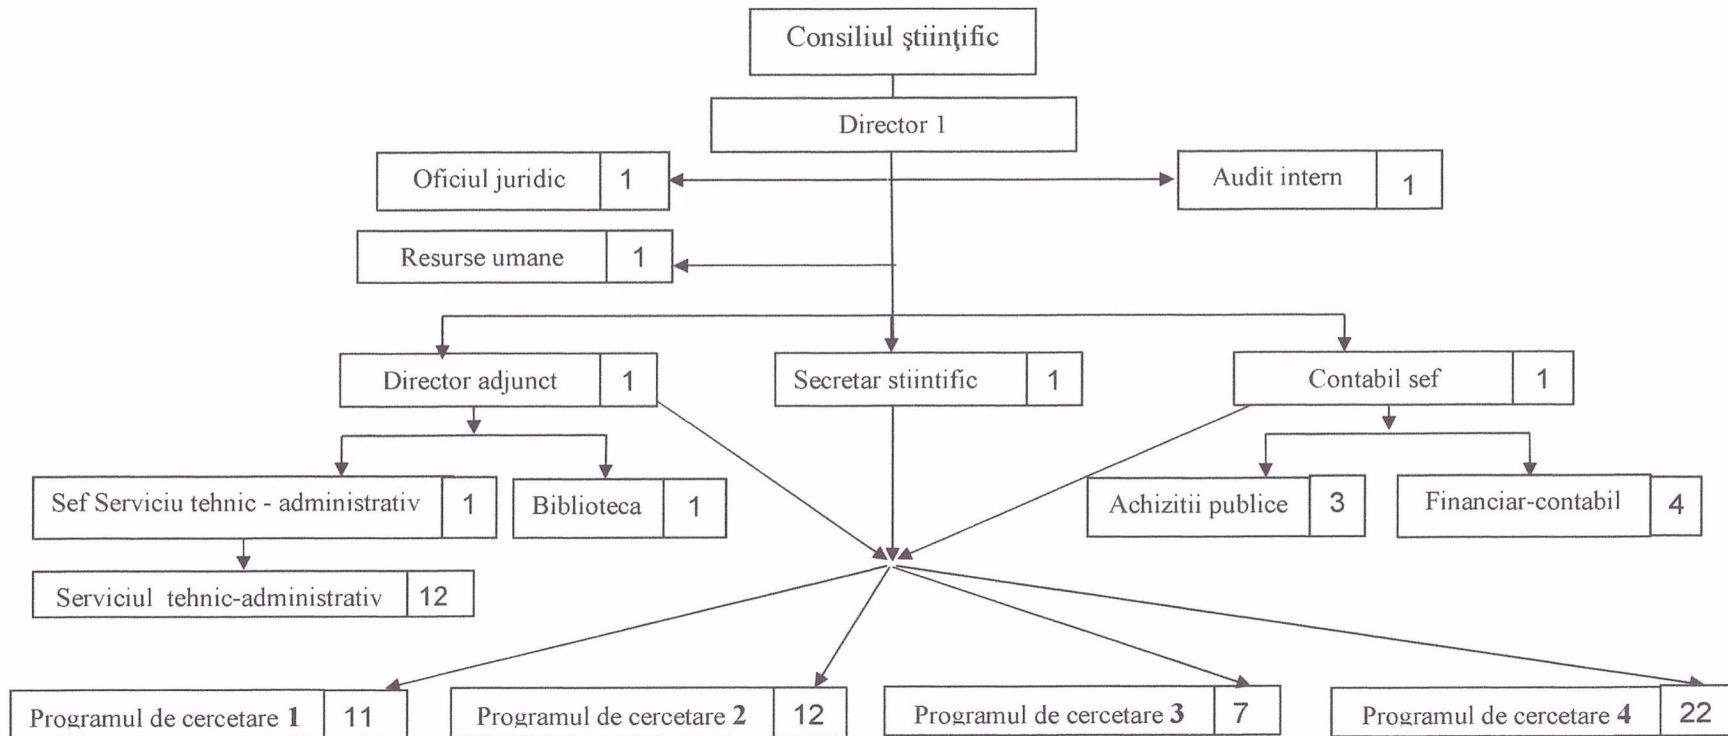 Consiliul ştiinţific
Director 1
Oficiul juridic 1
Audit intern 1
Resurse umane 1
Director adjunct 1
Secretar stiintific 1
Contabil sef 1
Sef Serviciu tehnic - administrativ 1
Biblioteca 1
Achizitii publice 3
Financiar-contabil 4
Serviciul tehnic-administrativ 12
Programul de cercetare 1 11
Programul de cercetare 2 12
Programul de cercetare 3 7
Programul de cercetare 4 22